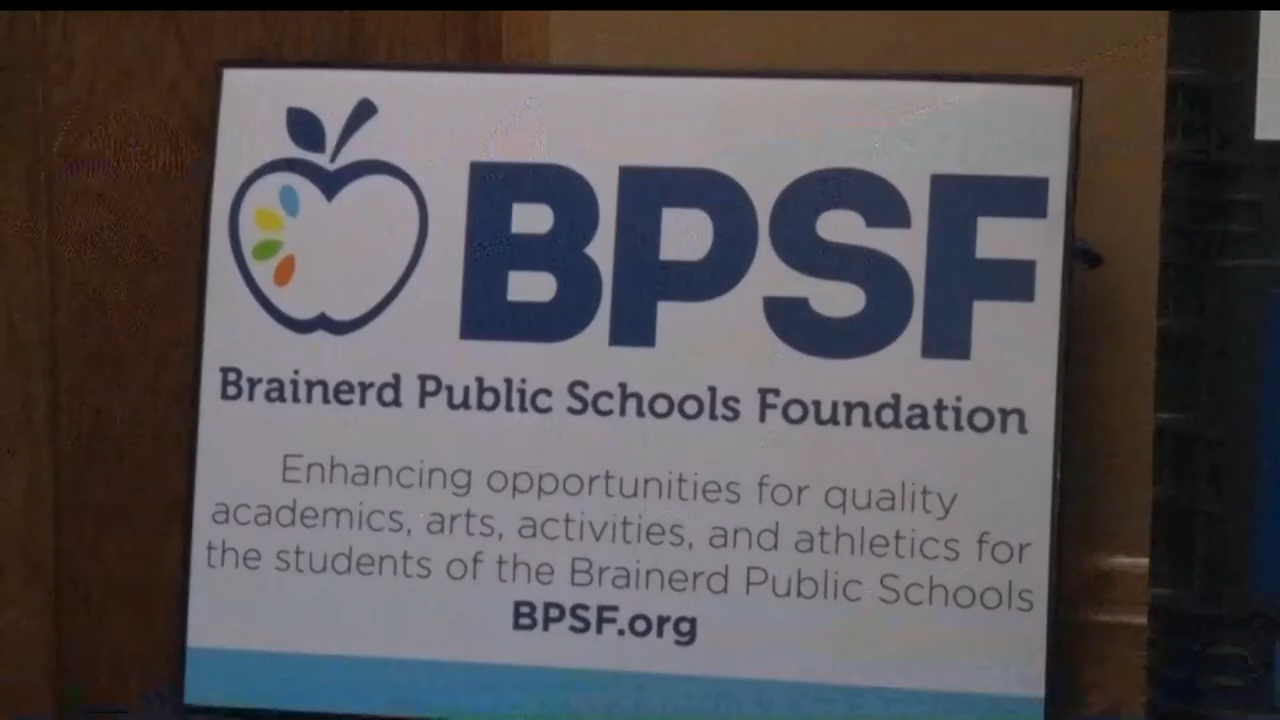 BPSF
Brainerd Public Schools Foundation
Enhancing opportunities for quality
academics, arts, activities, and athletics for
the students of the Brainerd Public Schools
BPSF.org